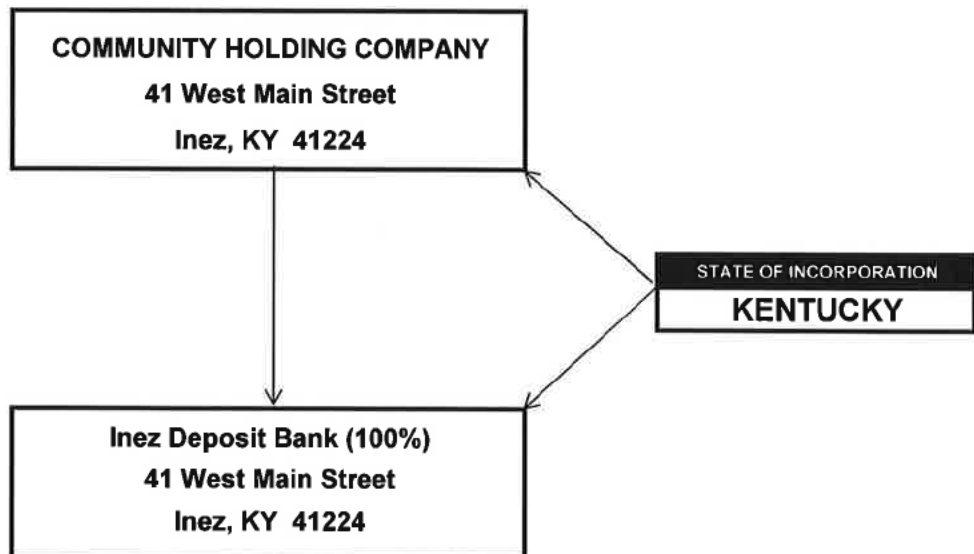 COMMUNITY HOLDING COMPANY
41 West Main Street
Inez, KY 41224
STATE OF INCORPORATION
KENTUCKY
Inez Deposit Bank (100%)
41 West Main Street
Inez, KY 41224